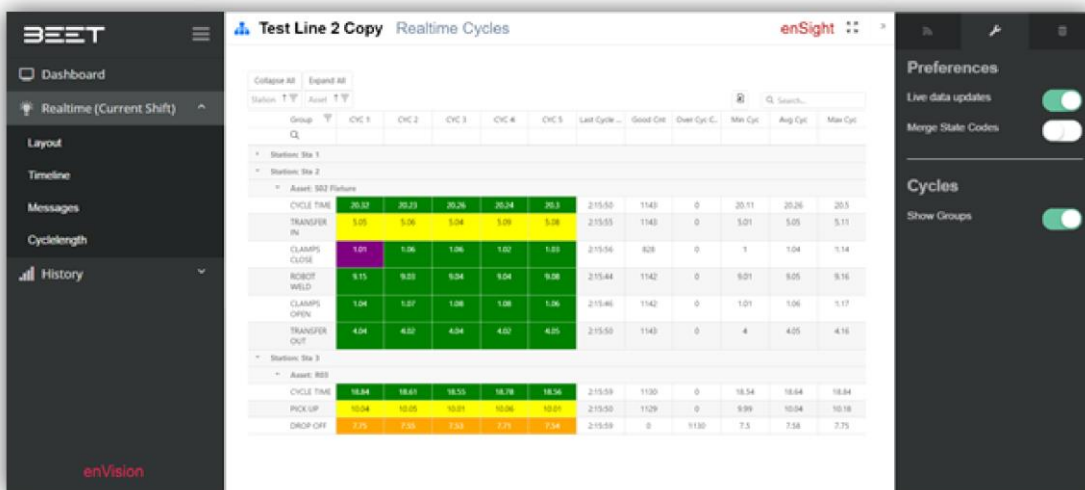 BEET
Dashboard
Realtime (Current Shift)
Layout
Timeline
Messages
Cyclelength
History
enVision
Test Line 2 Copy Realtime Cycles
enSight
Collapse All Expand All
Station Asset
Search...
Group CYC 1 CYC 2 CYC 3 CYC 4 CYC 5 Last Cycle ... Good Cnt Over Cyc C... Min Cyc Avg Cyc Max Cyc
Station: Sta 1
Station: Sta 2
Asset: S02 Fixture
CYCLE TIME 20.32 20.23 20.26 20.24 20.3 2:15:50 1143 0 20.11 20.26 20.5
TRANSFER IN 5.05 5.06 5.04 5.09 5.08 2:15:55 1143 0 5.01 5.05 5.11
CLAMPS CLOSE 1.01 1.06 1.06 1.02 1.03 2:15:56 828 0 1 1.04 1.14
ROBOT WELD 9.15 9.03 9.04 9.04 9.08 2:15:44 1142 0 9.01 9.05 9.16
CLAMPS OPEN 1.04 1.07 1.08 1.08 1.06 2:15:46 1142 0 1.01 1.06 1.17
TRANSFER OUT 4.04 4.02 4.04 4.02 4.05 2:15:50 1143 0 4 4.05 4.16
Station: Sta 3
Asset: R03
CYCLE TIME 18.84 18.61 18.55 18.78 18.56 2:15:59 1130 0 18.54 18.64 18.84
PICK UP 10.04 10.05 10.01 10.06 10.01 2:15:50 1129 0 9.99 10.04 10.18
DROP OFF 7.75 7.55 7.53 7.71 7.54 2:15:59 0 1130 7.5 7.58 7.75
Preferences
Live data updates
Merge State Codes
Cycles
Show Groups